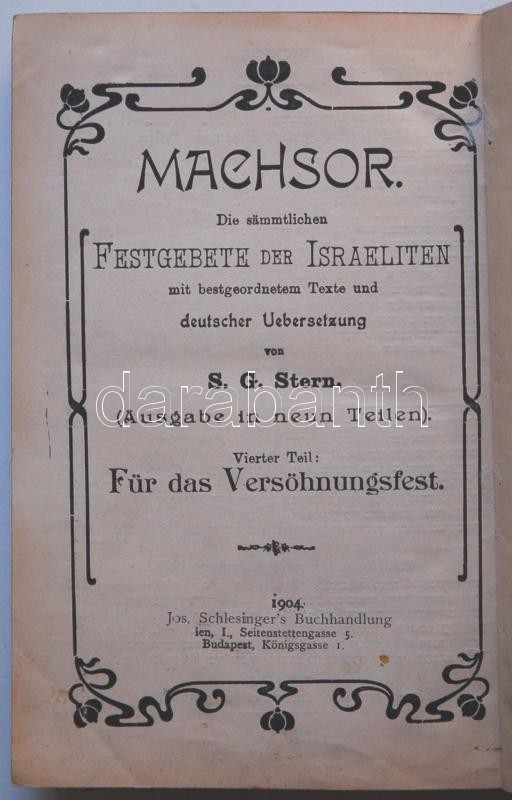 MACHSOR.
Die sämmtlichen
FESTGEBETE DER ISRAELITEN
mit bestgeordnetem Texte und
deutscher Uebersetzung
von
S. G. Stern.
darabanth
(Ausgabe in neun Teilen).
Vierter Teil:
Für das Versöhnungsfest.
1904.
Jos. Schlesinger's Buchhandlung
ien, I., Seitenstettengasse 5.
Budapest, Königsgasse 1.